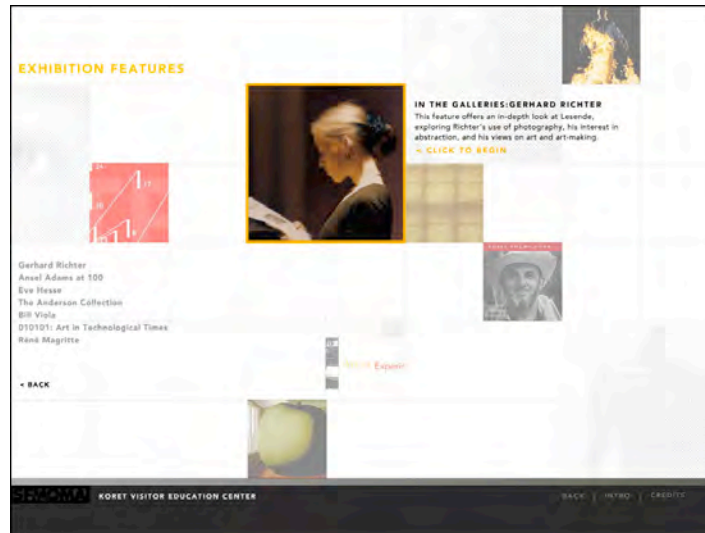 EXHIBITION FEATURES
IN THE GALLERIES:GERHARD RICHTER
This feature offers an in-depth look at Lesende,
exploring Richter's use of photography, his interest in
abstraction, and his views on art and art-making.
CLICK TO BEGIN
24
17
Gerhard Richter
Ansel Adams at 100
Eva Hesse
The Anderson Collection
Bill Viola
010101: Art in Technological Times
René Magritte
< BACK
SFMOMA
KORET VISITOR EDUCATION CENTER
BACK | INTRO | CREDITS